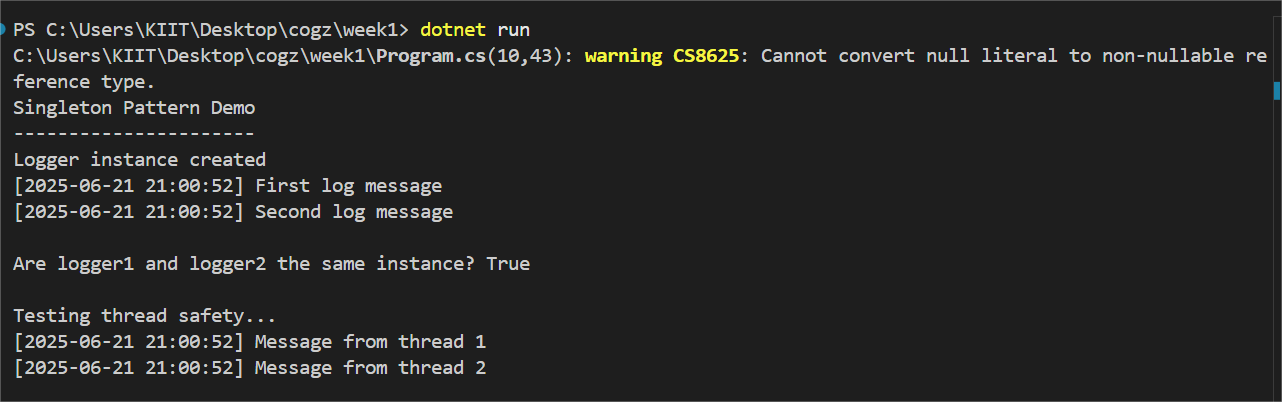 PS C:\Users\KIIT\Desktop\cogz\week1> dotnet run
C:\Users\KIIT\Desktop\cogz\week1\Program.cs(10,43): warning CS8625: Cannot convert null literal to non-nullable re
ference type.
Singleton Pattern Demo
----------------------
Logger instance created
[2025-06-21 21:00:52] First log message
[2025-06-21 21:00:52] Second log message

Are logger1 and logger2 the same instance? True

Testing thread safety...
[2025-06-21 21:00:52] Message from thread 1
[2025-06-21 21:00:52] Message from thread 2